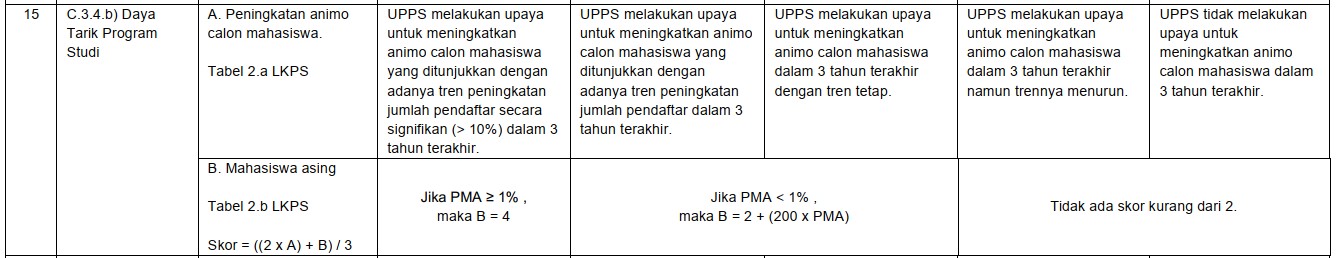 15
C.3.4.b) Daya
Tarik Program
Studi
A. Peningkatan animo
calon mahasiswa.
Tabel 2.a LKPS
UPPS melakukan upaya
untuk meningkatkan
animo calon mahasiswa
yang ditunjukkan dengan
adanya tren peningkatan
jumlah pendaftar secara
signifikan (> 10%) dalam 3
tahun terakhir.
UPPS melakukan upaya
untuk meningkatkan animo
calon mahasiswa yang
ditunjukkan dengan
adanya tren peningkatan
jumlah pendaftar dalam 3
tahun terakhir.
UPPS melakukan upaya
untuk meningkatkan
animo calon mahasiswa
dalam 3 tahun terakhir
dengan tren tetap.
UPPS melakukan upaya
untuk meningkatkan
animo calon mahasiswa
dalam 3 tahun terakhir
namun trennya menurun.
UPPS tidak melakukan
upaya untuk
meningkatkan animo
calon mahasiswa dalam
3 tahun terakhir.
B. Mahasiswa asing
Tabel 2.b LKPS
Skor = ((2 x A) + B) / 3
Jika PMA ≥ 1% ,
maka B = 4
Jika PMA < 1% ,
maka B = 2 + (200 x PMA)
Tidak ada skor kurang dari 2.